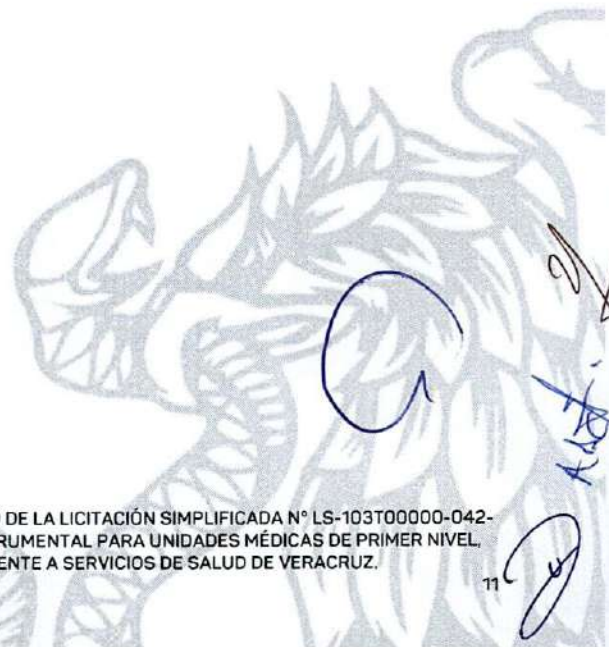 DE LA LICITACIÓN SIMPLIFICADA N° LS-103T00000-042-
RUMENTAL PARA UNIDADES MÉDICAS DE PRIMER NIVEL,
ENTE A SERVICIOS DE SALUD DE VERACRUZ.
11